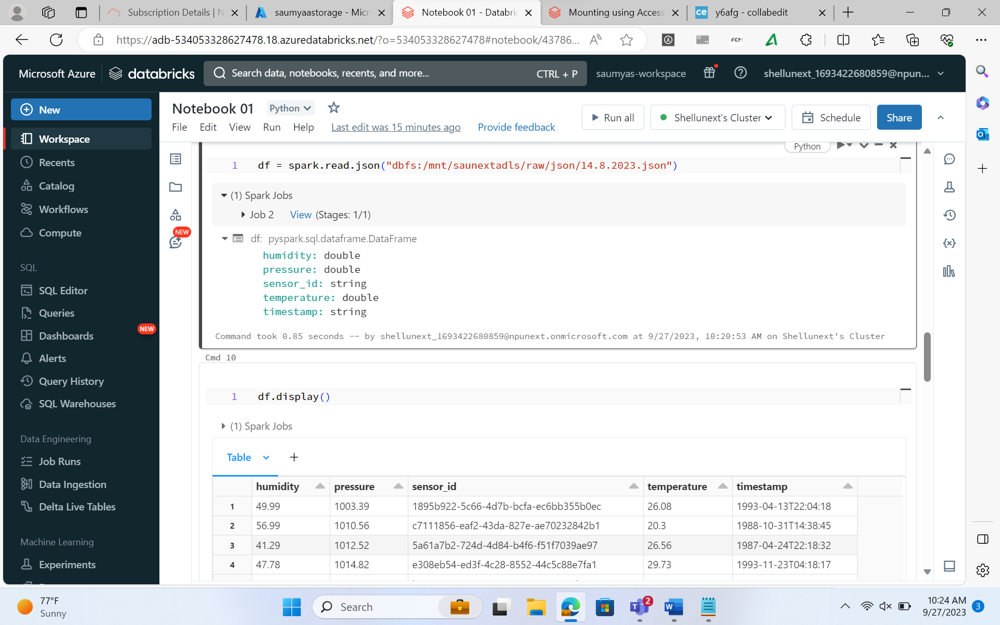 Subscription Details | N
saumyaastorage - Micr
Notebook 01 - Databric
Mounting using Access
ce y6afg - collabedit
https://adb-534053328627478.18.azuredatabricks.net/?o=534053328627478#notebook/43786...
FCM
Microsoft Azure databricks
Search data, notebooks, recents, and more... CTRL + P
saumyas-workspace
shellunext_1693422680859@npun...
New
Workspace
Recents
Catalog
Workflows
Compute
SQL
SQL Editor
Queries
Dashboards NEW
Alerts
Query History
SQL Warehouses
Data Engineering
Job Runs
Data Ingestion
Delta Live Tables
Machine Learning
Experiments
Notebook 01 Python
File Edit View Run Help Last edit was 15 minutes ago Provide feedback
Run all Shellunext's Cluster Schedule Share
NEW
Python
1 df = spark.read.json("dbfs:/mnt/saunextadls/raw/json/14.8.2023.json")
(1) Spark Jobs
Job 2 View (Stages: 1/1)
df: pyspark.sql.dataframe.DataFrame
humidity: double
pressure: double
sensor_id: string
temperature: double
timestamp: string
Command took 0.85 seconds -- by shellunext_1693422680859@npunext.onmicrosoft.com at 9/27/2023, 10:20:53 AM on Shellunext's Cluster
Cmd 10
1 df.display()
(1) Spark Jobs
Table +
humidity pressure sensor_id temperature timestamp
1 49.99 1003.39 1895b922-5c66-4d7b-bcfa-ec6bb355b0ec 26.08 1993-04-13T22:04:18
2 56.99 1010.56 c7111856-eaf2-43da-827e-ae70232842b1 20.3 1988-10-31T14:38:45
3 41.29 1012.52 5a61a7b2-724d-4d84-b4f6-f51f7039ae97 26.56 1987-04-24T22:18:32
4 47.78 1014.82 e308eb54-ed3f-4c28-8552-44c5c88e7fa1 29.73 1993-11-23T04:18:17
77°F
Sunny
Search
2
10:24 AM
9/27/2023
3